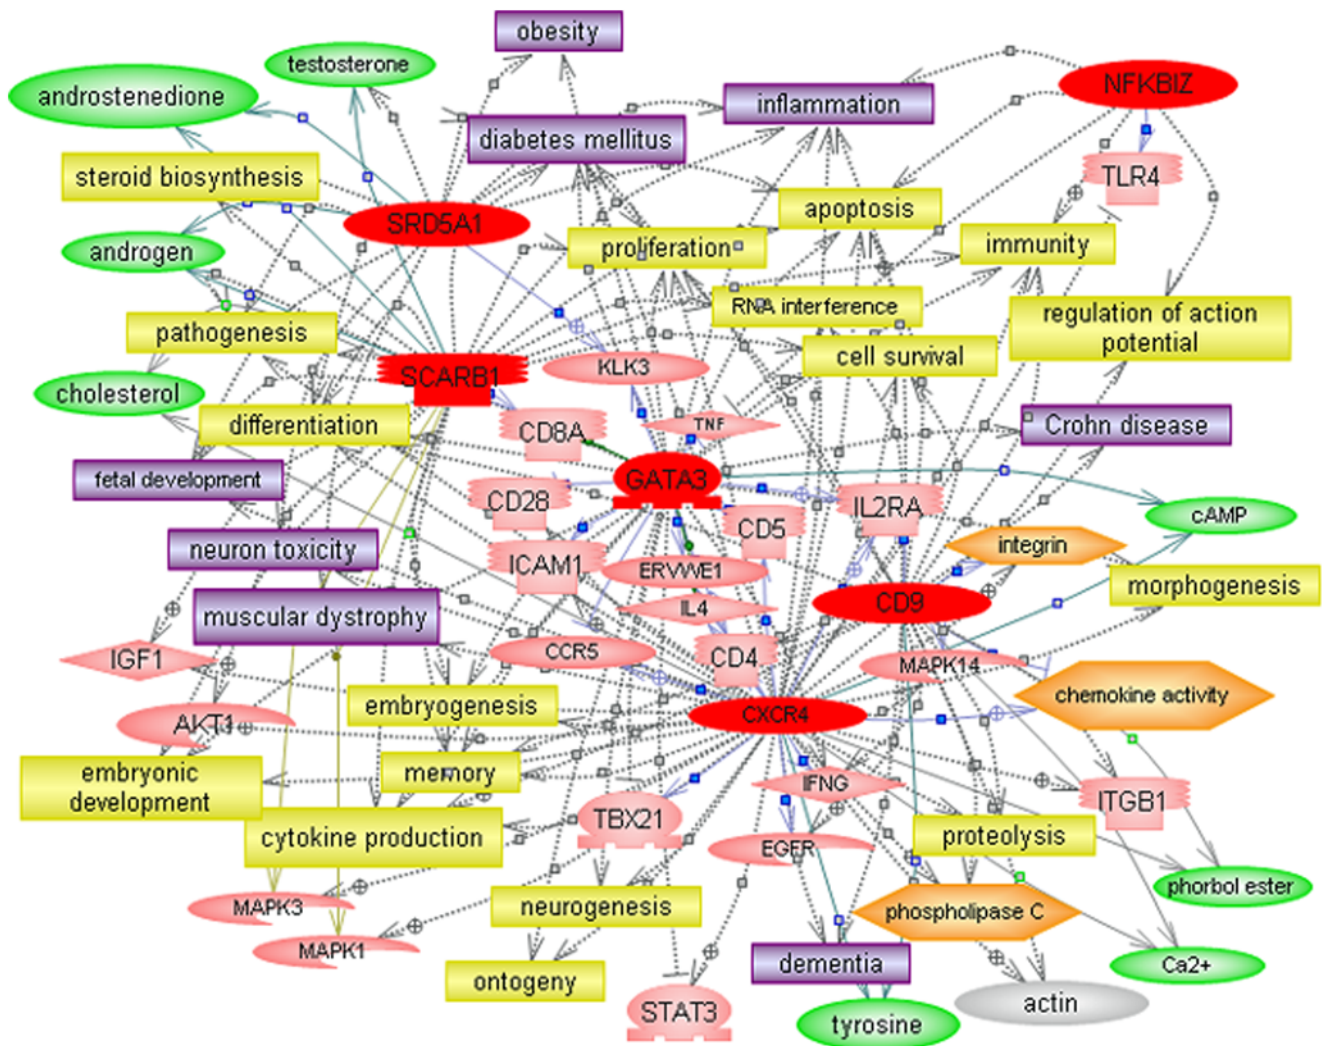 obesity
testosterone
androstenedione
NFKBIZ
inflammation
diabetes mellitus
steroid biosynthesis
TLR4
SRD5A1
apoptosis
androgen
proliferation
immunity
RNA interference
pathogenesis
regulation of action
potential
cell survival
SCARB1
KLK3
cholesterol
differentiation
CD8A
TNF
Crohn disease
fetal development
GATA3
CD28
IL2RA
cAMP
CD5
neuron toxicity
integrin
ICAM1
ERVWE1
morphogenesis
CD9
IL4
muscular dystrophy
CCR5
CD4
IGF1
MAPK14
chemokine activity
embryogenesis
CXCR4
AKT1
memory
embryonic
development
IFNG
ITGB1
TBX21
cytokine production
proteolysis
EGFR
phorbol ester
MAPK3
neurogenesis
phospholipase C
MAPK1
dementia
Ca2+
ontogeny
actin
STAT3
tyrosine